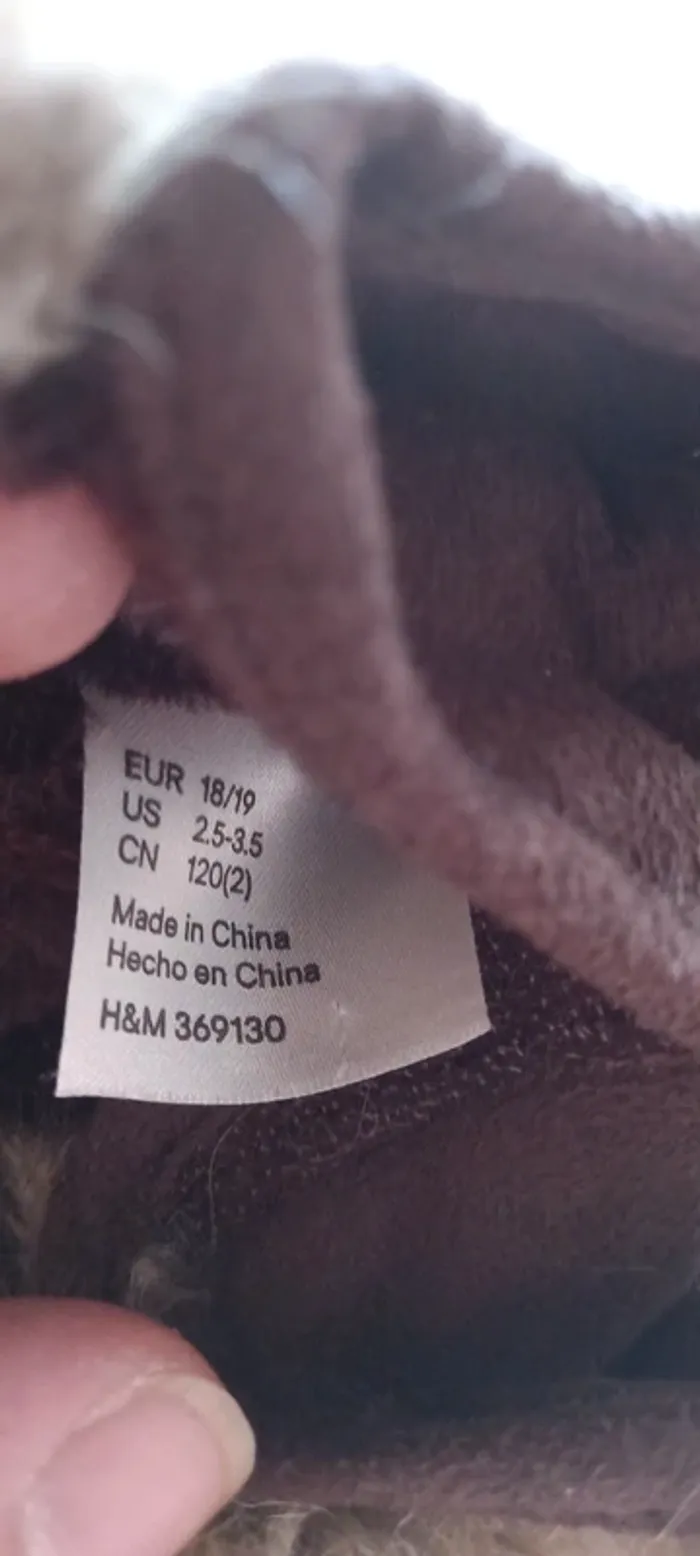 EUR 18/19
US 2.5-3.5
CN 120(2)
Made in China
Hecho en China
H&M 369130